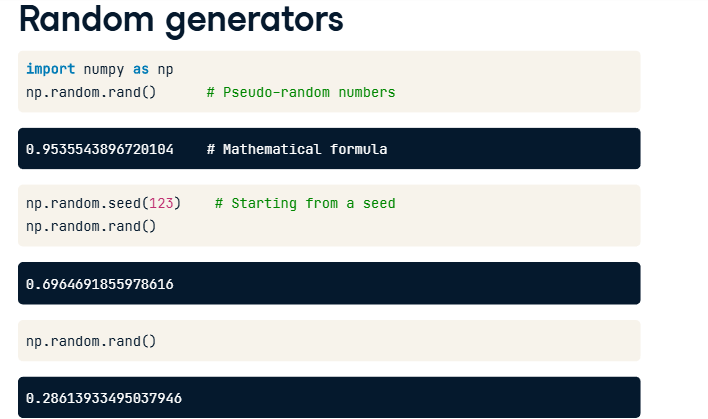 Random generators
import numpy as np
np.random.rand()      # Pseudo-random numbers
0.9535543896720104    # Mathematical formula
np.random.seed(123)    # Starting from a seed
np.random.rand()
0.6964691855978616
np.random.rand()
0.28613933495037946